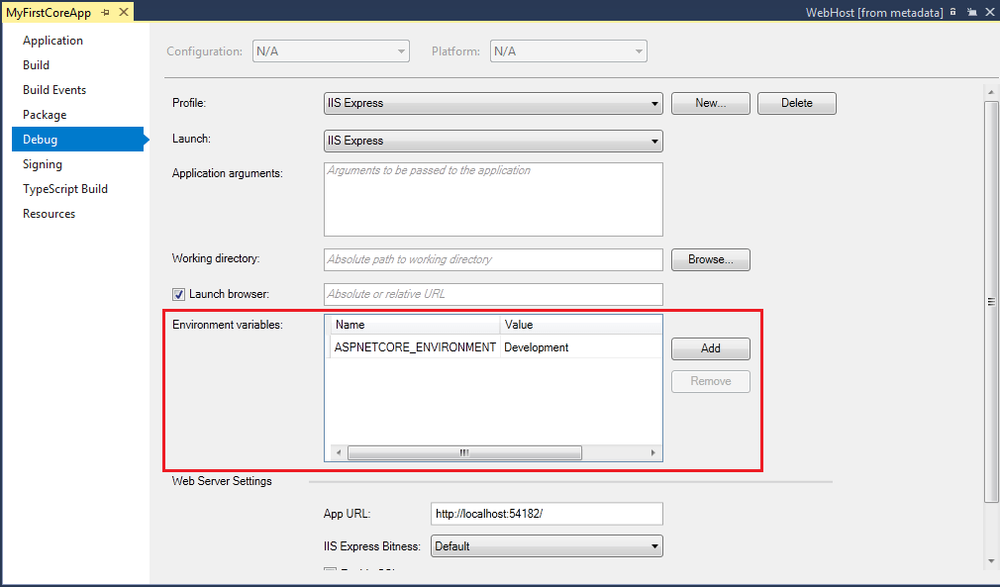 MyFirstCoreApp
WebHost [from metadata]
Application
Build
Build Events
Package
Debug
Signing
TypeScript Build
Resources
Configuration: N/A Platform: N/A
Profile: IIS Express New... Delete
Launch: IIS Express
Application arguments: Arguments to be passed to the application
Working directory: Absolute path to working directory Browse...
Launch browser: Absolute or relative URL
Environment variables: Name Value
ASPNETCORE_ENVIRONMENT Development Add
Remove
Web Server Settings
App URL: http://localhost:54182/
IIS Express Bitness: Default